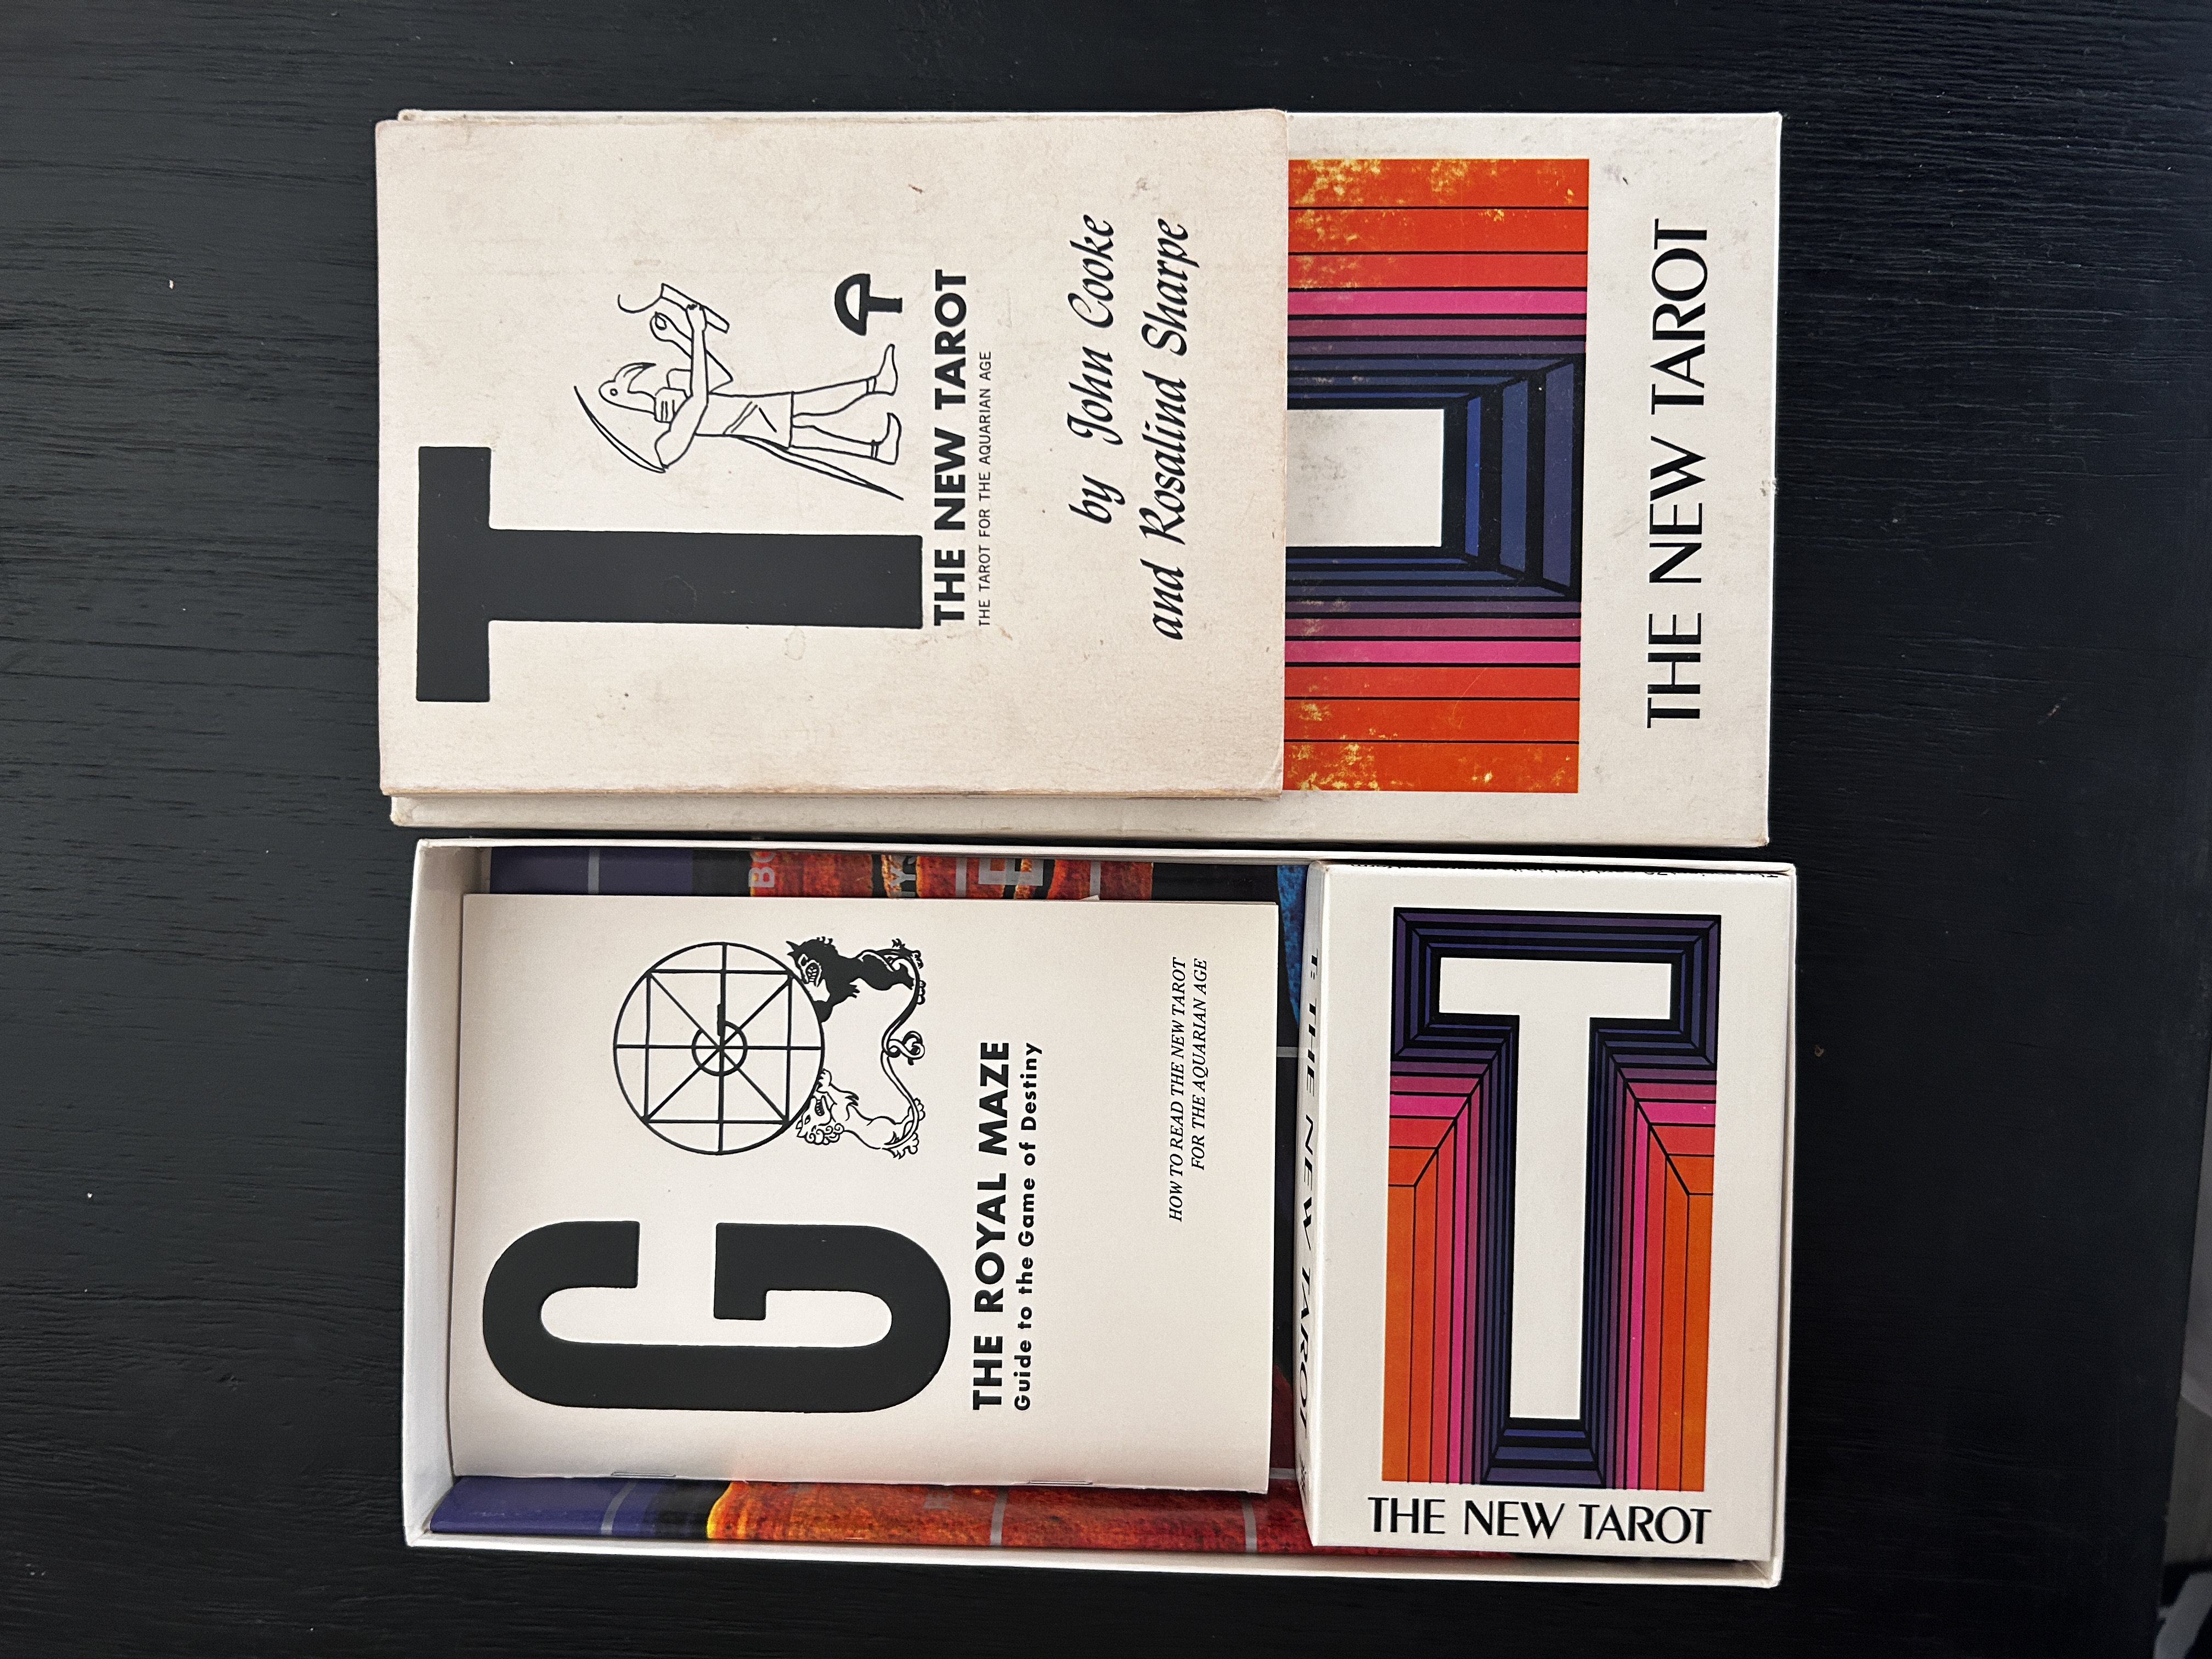 T
THE NEW TAROT
THE TAROT FOR THE AQUARIAN AGE
by John Cooke
and Rosalind Sharpe
THE NEW TAROT
G
THE ROYAL MAZE
Guide to the Game of Destiny
HOW TO READ THE NEW TAROT
FOR THE AQUARIAN AGE
T: THE NEW TAROT
T
THE NEW TAROT